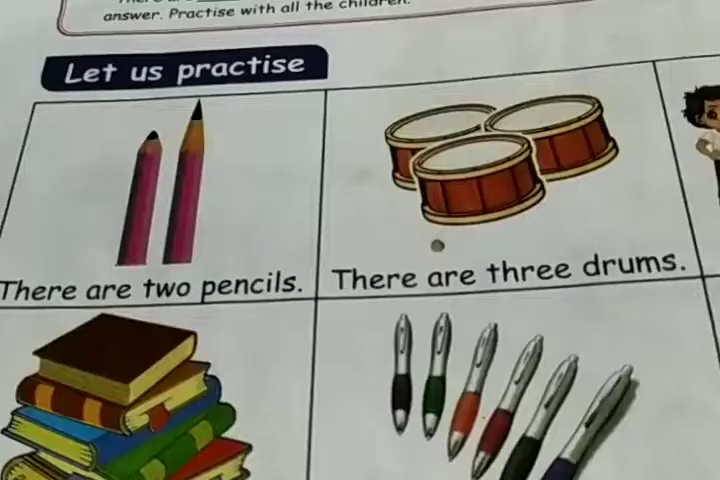 answer. Practise with all the children.
Let us practise
There are two pencils.
There are three drums.